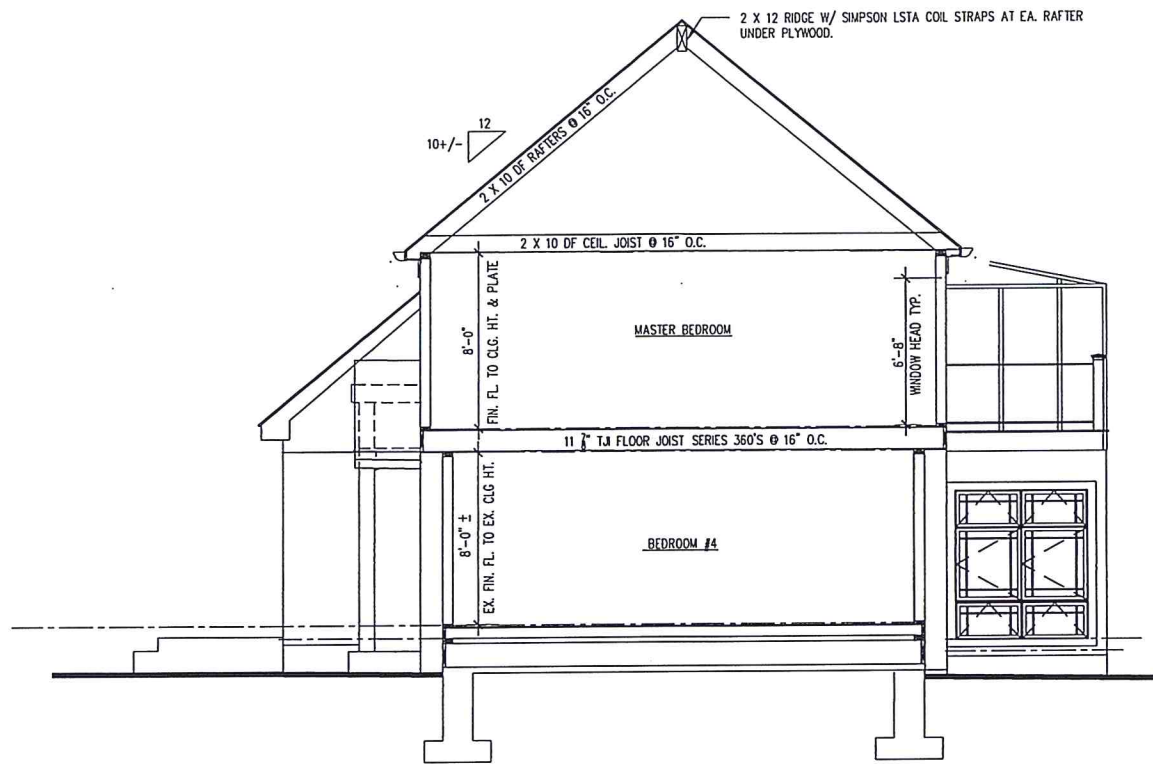 2 X 12 RIDGE W/ SIMPSON LSTA COIL STRAPS AT EA. RAFTER
UNDER PLYWOOD.
12
10+/-
2 X 10 DF RAFTERS @ 16" O.C.
2 X 10 DF CEIL. JOIST @ 16" O.C.
8'-0"
FIN. FL. TO CLG. HT. & PLATE
MASTER BEDROOM
6'-8"
WINDOW HEAD TYP.
11 7/8" TJI FLOOR JOIST SERIES 360'S @ 16" O.C.
8'-0" ±
EX. FIN. FL. TO EX. CLG HT.
BEDROOM #4